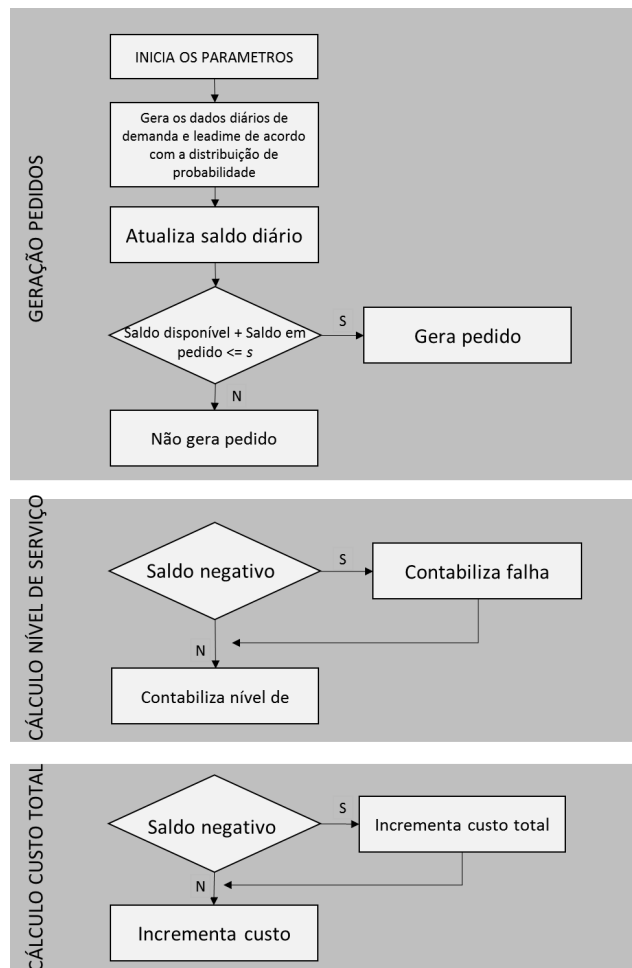 GERAÇÃO PEDIDOS
INICIA OS PARAMETROS
Gera os dados diários de
demanda e leadime de acordo
com a distribuição de
probabilidade
Atualiza saldo diário
Saldo disponível + Saldo em
pedido <= s
S
Gera pedido
N
Não gera pedido
CÁLCULO NÍVEL DE SERVIÇO
Saldo negativo
S
Contabiliza falha
N
Contabiliza nível de
CÁLCULO CUSTO TOTAL
Saldo negativo
S
Incrementa custo total
N
Incrementa custo